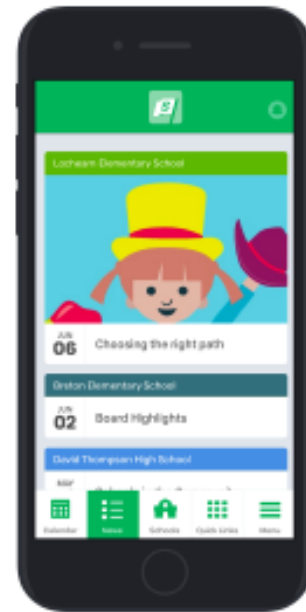 Lochearn Elementary School
JUN
06 Choosing the right path
Breton Elementary School
JUN
02 Board Highlights
David Thompson High School
MAY
Calendar News Schools Quick Links Menu